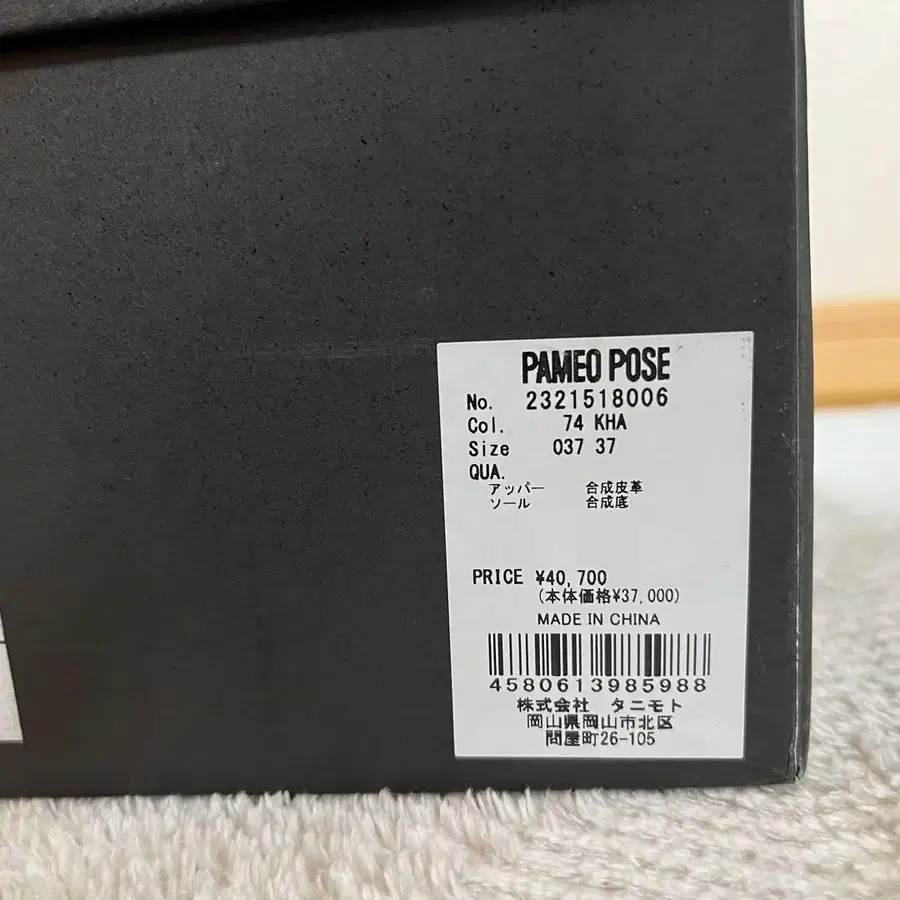 PAMEO POSE
No. 2321518006
Col. 74 KHA
Size 037 37
QUA.
アッパー 合成皮革
ソール 合成底
PRICE ¥40,700
(本体価格¥37,000)
MADE IN CHINA
4580613985988
株式会社 タニモト
岡山県岡山市北区
問屋町26-105